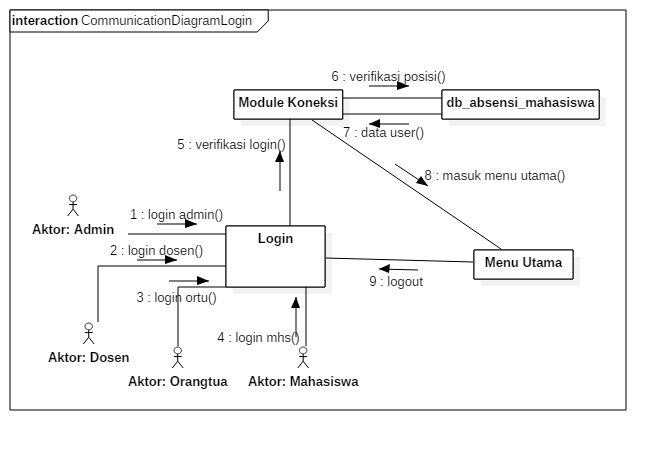 interaction CommunicationDiagramLogin
6 : verifikasi posisi()
Module Koneksi
db_absensi_mahasiswa
7 : data user()
5 : verifikasi login()
8 : masuk menu utama()
1 : login admin()
Aktor: Admin
Login
2 : login dosen()
Menu Utama
9 : logout
3 : login ortu()
4 : login mhs()
Aktor: Dosen
Aktor: Orangtua
Aktor: Mahasiswa